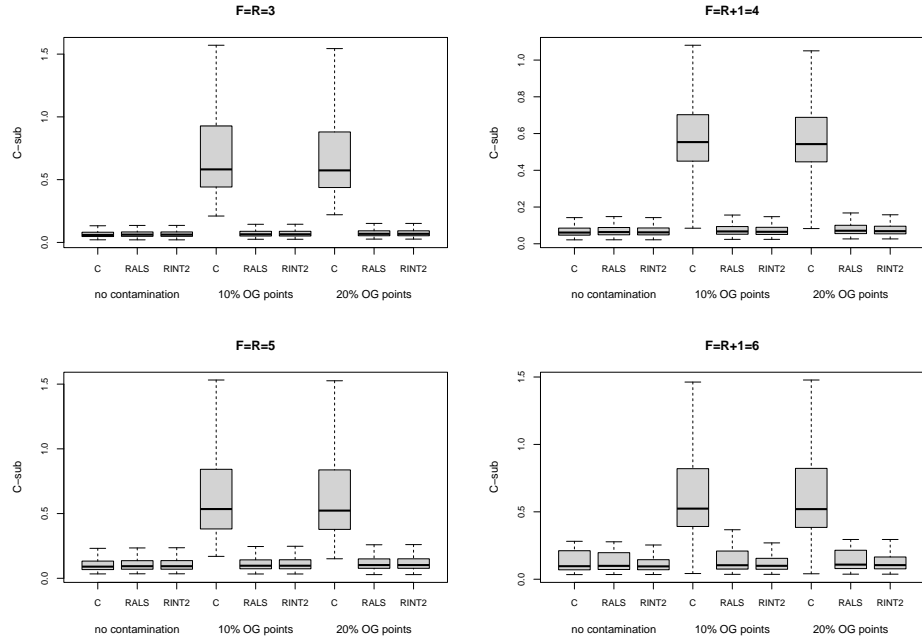 F=R=3
C−sub
0.0 0.5 1.0 1.5
C RALS RINT2 C RALS RINT2 C RALS RINT2
no contamination 10% OG points 20% OG points
F=R+1=4
C−sub
0.0 0.2 0.4 0.6 0.8 1.0
C RALS RINT2 C RALS RINT2 C RALS RINT2
no contamination 10% OG points 20% OG points
F=R=5
C−sub
0.0 0.5 1.0 1.5
C RALS RINT2 C RALS RINT2 C RALS RINT2
no contamination 10% OG points 20% OG points
F=R+1=6
C−sub
0.0 0.5 1.0 1.5
C RALS RINT2 C RALS RINT2 C RALS RINT2
no contamination 10% OG points 20% OG points